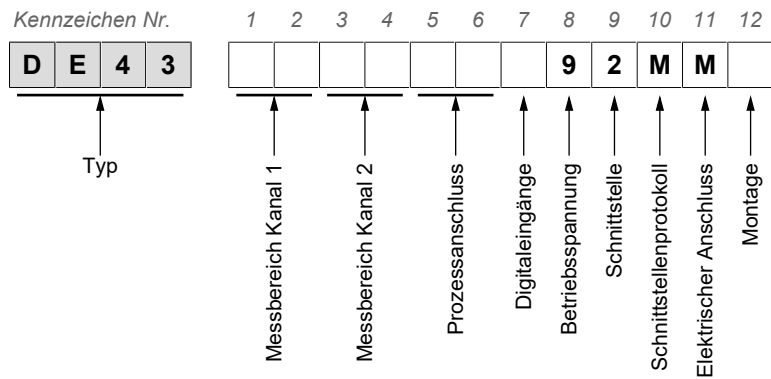 Kennzeichen Nr. 1 2 3 4 5 6 7 8 9 10 11 12
D E 4 3 9 2 M M
Typ
Messbereich Kanal 1
Messbereich Kanal 2
Prozessanschluss
Digitaleingänge
Betriebsspannung
Schnittstelle
Schnittstellenprotokoll
Elektrischer Anschluss
Montage